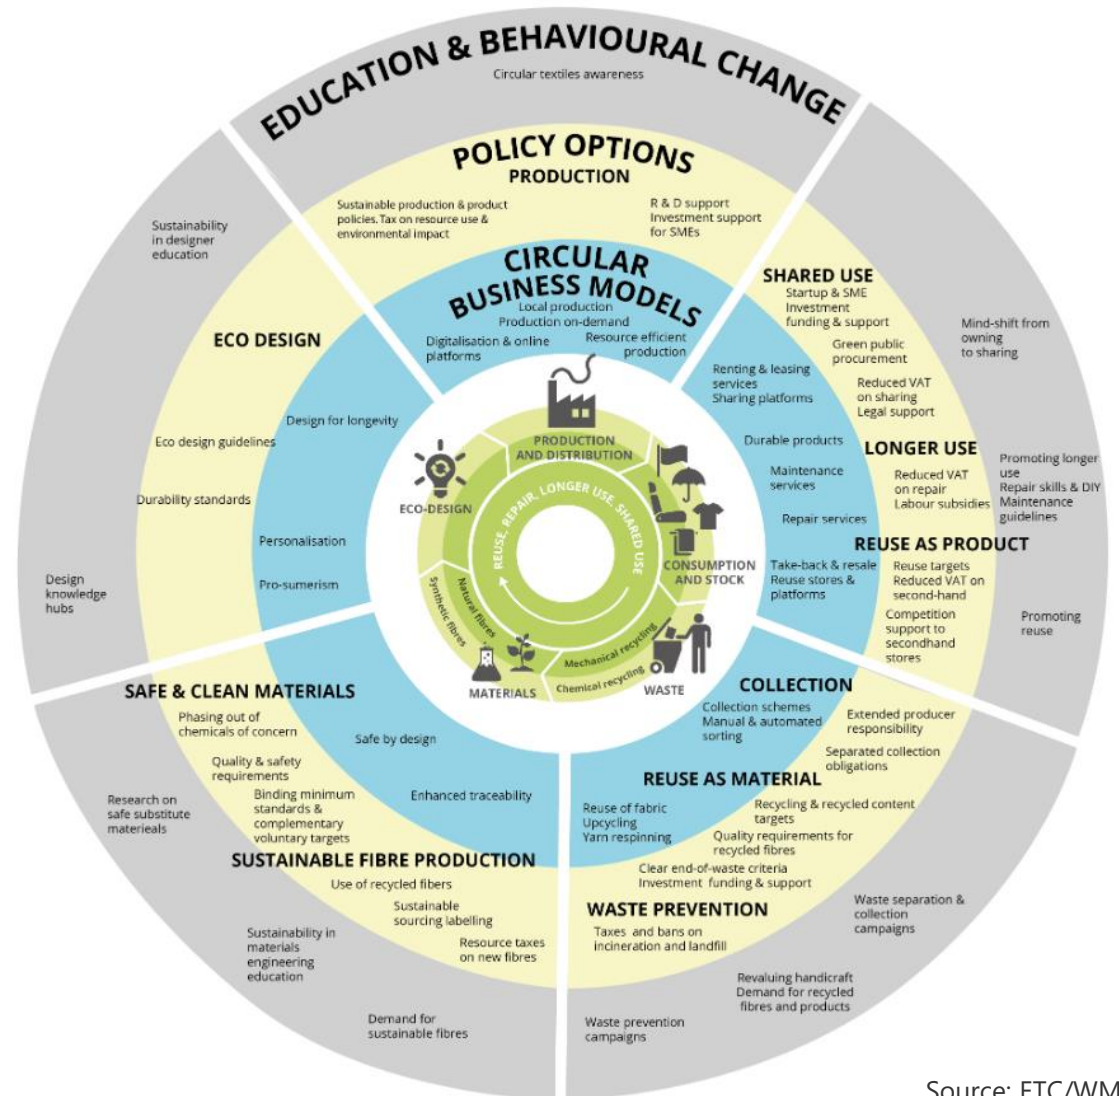 EDUCATION & BEHAVIOURAL CHANGE
Circular textiles awareness
POLICY OPTIONS
PRODUCTION
Sustainable production & product
policies. Tax on resource use &
environmental impact
R & D support
Investment support
for SMEs
CIRCULAR
BUSINESS MODELS
Local production
Production on-demand
Digitalisation & online
platforms
Resource efficient
production
Sustainability
in designer
education
ECO DESIGN
Design for longevity
Eco design guidelines
Durability standards
Personalisation
Pro-sumerism
Design
knowledge
hubs
SHARED USE
Startup & SME
Investment
funding & support
Green public
procurement
Reduced VAT
on sharing
Legal support
Mind-shift from
owning
to sharing
Renting & leasing
services
Sharing platforms
Durable products
Maintenance
services
Repair services
LONGER USE
Reduced VAT
on repair
Labour subsidies
Promoting longer
use
Repair skills & DIY
Maintenance
guidelines
REUSE AS PRODUCT
Take-back & resale
Reuse stores &
platforms
Reuse targets
Reduced VAT on
second-hand
Competition
support to
secondhand
stores
Promoting
reuse
PRODUCTION
AND DISTRIBUTION
ECO-DESIGN
REUSE, REPAIR, LONGER USE, SHARED USE
CONSUMPTION
AND STOCK
Synthetic fibres
Natural fibres
Mechanical recycling
Chemical recycling
MATERIALS
WASTE
SAFE & CLEAN MATERIALS
Phasing out of
chemicals of concern
Safe by design
Quality & safety
requirements
Binding minimum
standards &
complementary
voluntary targets
Enhanced traceability
Research on
safe substitute
materieals
SUSTAINABLE FIBRE PRODUCTION
Use of recycled fibers
Sustainable
sourcing labelling
Resource taxes
on new fibres
Sustainability in
materials
engineering
education
Demand for
sustainable fibres
COLLECTION
Collection schemes
Manual & automated
sorting
Extended producer
responsibility
Separated collection
obligations
REUSE AS MATERIAL
Reuse of fabric
Upcycling
Yarn respinning
Recycling & recycled content
targets
Quality requirements for
recycled fibres
Clear end-of-waste criteria
Investment funding & support
WASTE PREVENTION
Taxes and bans on
incineration and landfill
Waste separation &
collection
campaigns
Revaluing handicraft
Demand for recycled
fibres and products
Waste prevention
campaigns
Source: ETC/WM